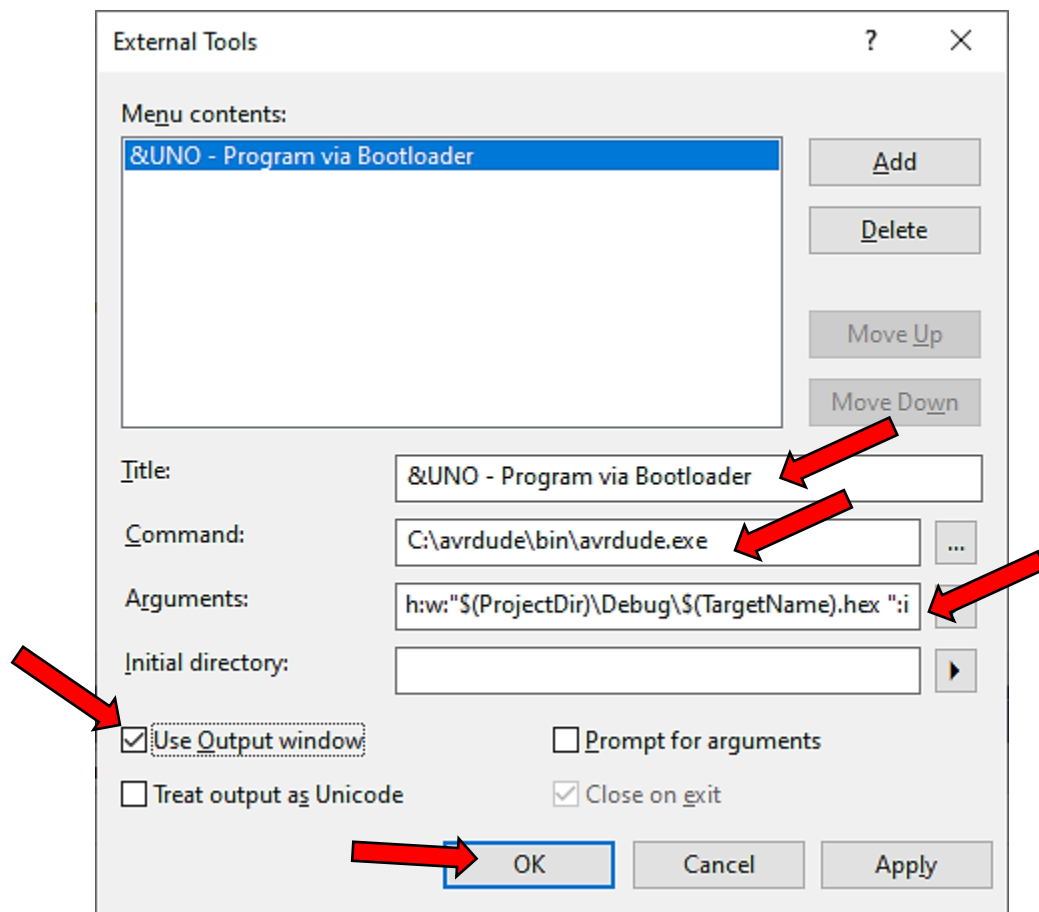 External Tools ? ×
Menu contents:
&UNO - Program via Bootloader
Add
Delete
Move Up
Move Down
Title: &UNO - Program via Bootloader
Command: C:\avrdude\bin\avrdude.exe ...
Arguments: h:w:"$(ProjectDir)\Debug\$(TargetName).hex ":i
Initial directory:
Use Output window Prompt for arguments
Treat output as Unicode Close on exit
OK Cancel Apply